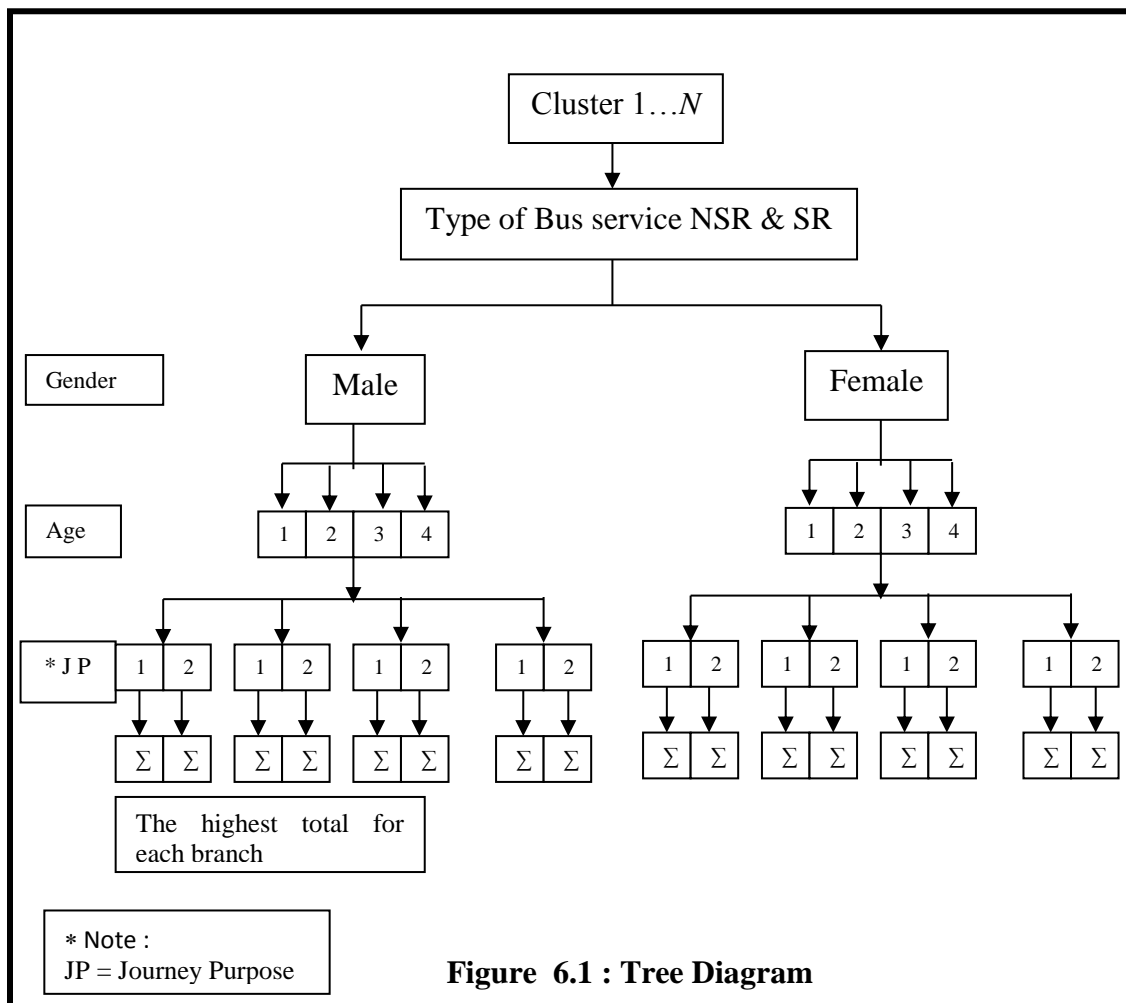 Cluster 1…N
Type of Bus service NSR & SR
Gender
Male
Female
Age
1 2 3 4
1 2 3 4
* J P
1 2 1 2 1 2 1 2
1 2 1 2 1 2 1 2
∑ ∑ ∑ ∑ ∑ ∑ ∑ ∑
∑ ∑ ∑ ∑ ∑ ∑ ∑ ∑
The highest total for
each branch
* Note :
JP = Journey Purpose
Figure 6.1 : Tree Diagram